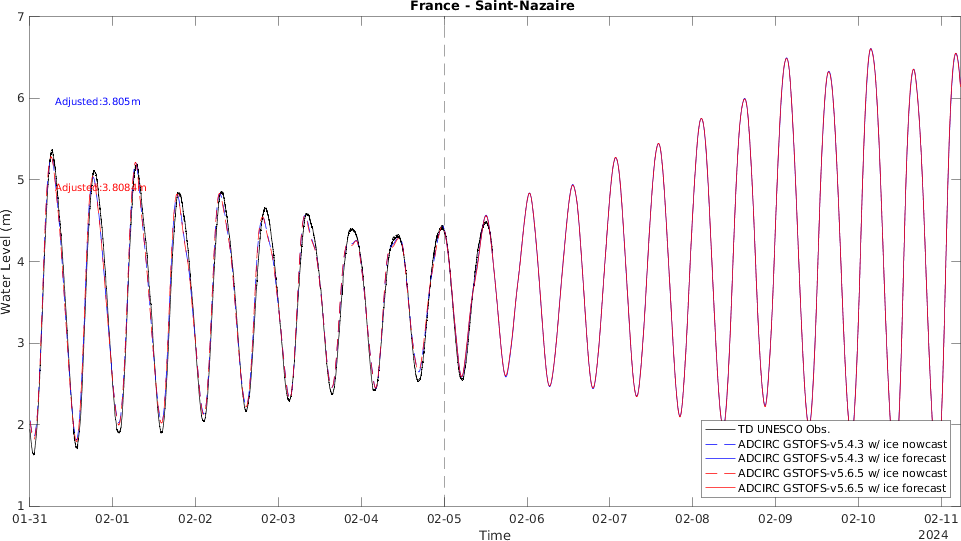 France - Saint-Nazaire
7
6
5
4
3
2
1
Water Level (m)
Adjusted:3.805m
Adjusted:3.8084m
TD UNESCO Obs.
ADCIRC GSTOFS-v5.4.3 w/ ice nowcast
ADCIRC GSTOFS-v5.4.3 w/ ice forecast
ADCIRC GSTOFS-v5.6.5 w/ ice nowcast
ADCIRC GSTOFS-v5.6.5 w/ ice forecast
01-31 02-01 02-02 02-03 02-04 02-05 02-06 02-07 02-08 02-09 02-10 02-11
Time
2024